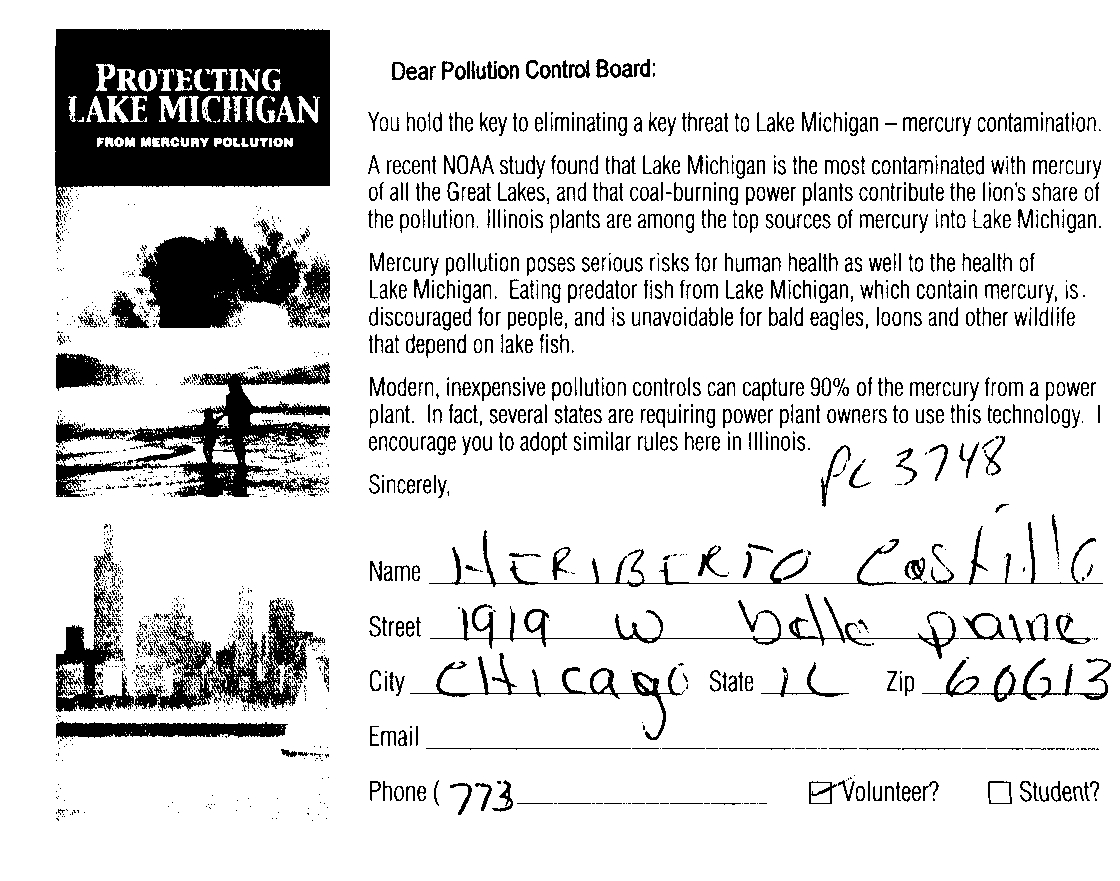 PROTECTING
LAKE MICHIGAN
FROM MERCURY POLLUTION
Dear Pollution Control Board:
You hold the key to eliminating a key threat to Lake Michigan – mercury contamination.
A recent NOAA study found that Lake Michigan is the most contaminated with mercury
of all the Great Lakes, and that coal-burning power plants contribute the lion's share of
the pollution. Illinois plants are among the top sources of mercury into Lake Michigan.
Mercury pollution poses serious risks for human health as well to the health of
Lake Michigan. Eating predator fish from Lake Michigan, which contain mercury, is
discouraged for people, and is unavoidable for bald eagles, loons and other wildlife
that depend on lake fish.
Modern, inexpensive pollution controls can capture 90% of the mercury from a power
plant. In fact, several states are requiring power plant owners to use this technology. I
encourage you to adopt similar rules here in Illinois.
PC 3748
Sincerely,
Name HERIBERTO Castillo
Street 1919 W belle praine
City CHicago State IL Zip 60613
Email
Phone ( 773
Volunteer? Student?